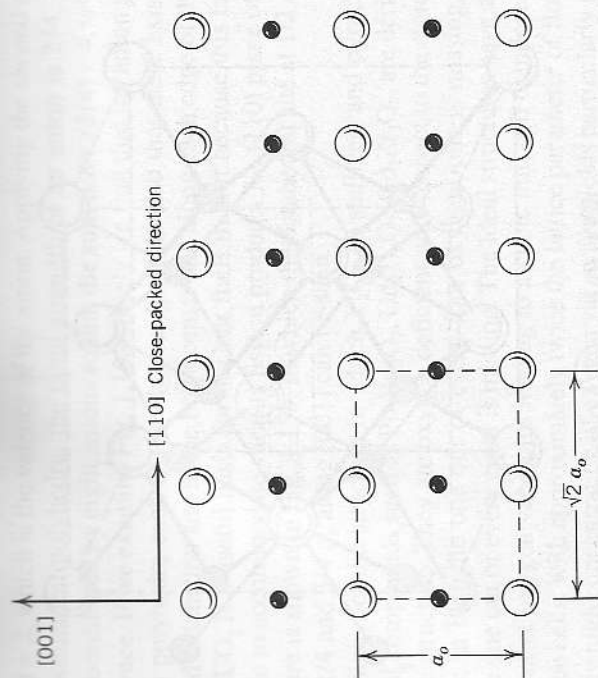 [001]
[110] Close-packed direction
a₀
√2 a₀